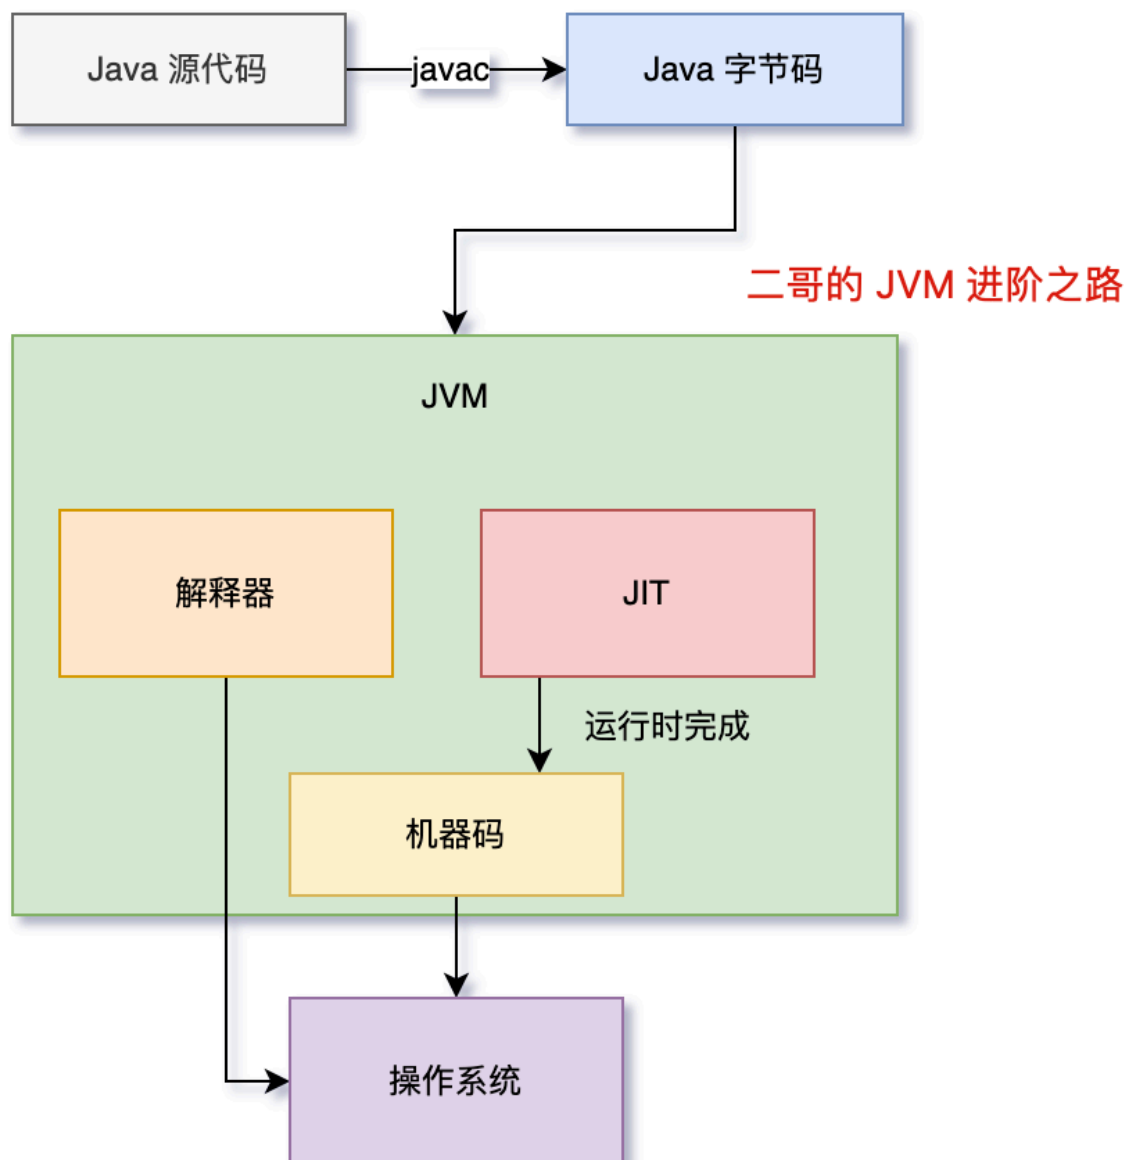 Java 源代码
javac
Java 字节码
二哥的 JVM 进阶之路
JVM
解释器
JIT
运行时完成
机器码
操作系统